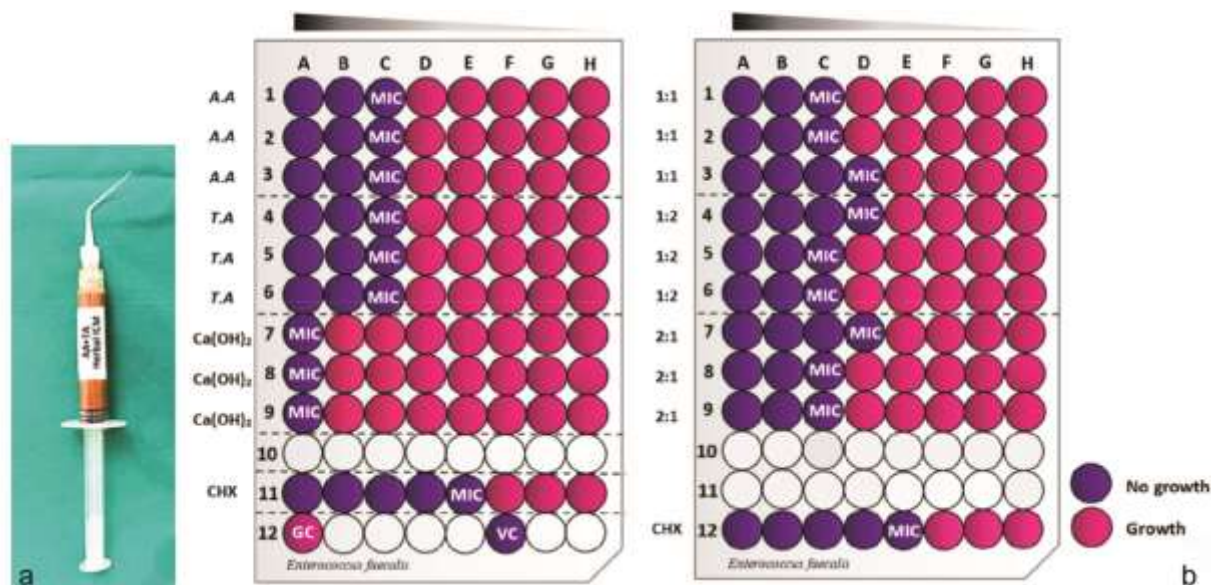 AA+TA
Herbal ICM
a
A B C D E F G H
A.A 1 MIC
A.A 2 MIC
A.A 3 MIC
T.A 4 MIC
T.A 5 MIC
T.A 6 MIC
Ca(OH)₂ 7 MIC
Ca(OH)₂ 8 MIC
Ca(OH)₂ 9 MIC
10
CHX 11 MIC
12 GC VC
Enterococcus faecalis
A B C D E F G H
1:1 1 MIC
1:1 2 MIC
1:1 3 MIC
1:2 4 MIC
1:2 5 MIC
1:2 6 MIC
2:1 7 MIC
2:1 8 MIC
2:1 9 MIC
10
11
CHX 12 MIC
Enterococcus faecalis
No growth
Growth
b